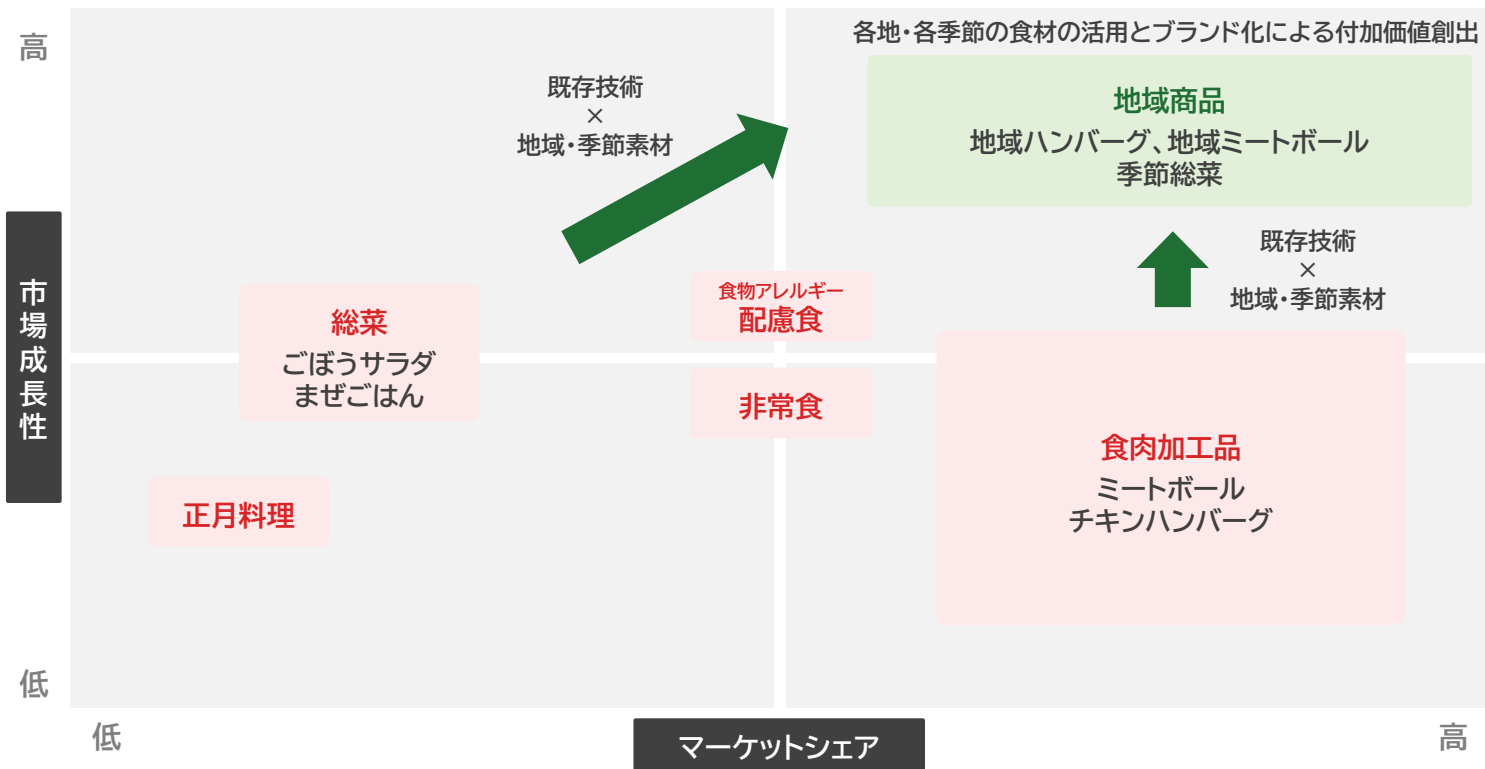 高
各地・各季節の食材の活用とブランド化による付加価値創出
既存技術
×
地域・季節素材
地域商品
地域ハンバーグ、地域ミートボール
季節総菜
既存技術
×
地域・季節素材
市場成長性
食物アレルギー
配慮食
総菜
ごぼうサラダ
まぜごはん
非常食
食肉加工品
ミートボール
チキンハンバーグ
正月料理
低
低
マーケットシェア
高